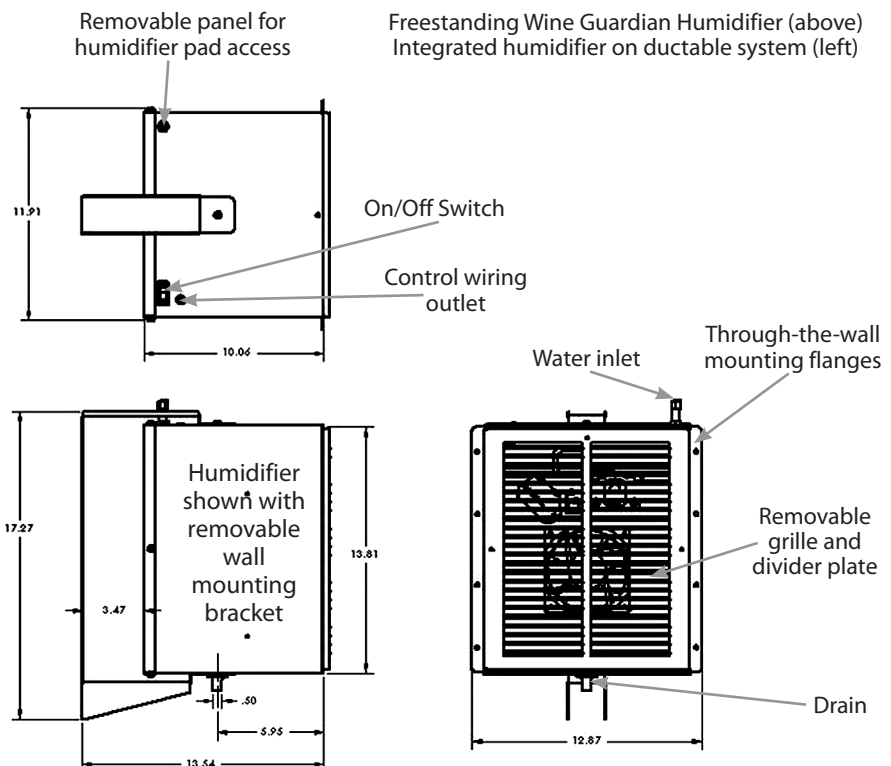 Removable panel for
humidifier pad access
Freestanding Wine Guardian Humidifier (above)
Integrated humidifier on ductable system (left)
11.91
On/Off Switch
Control wiring
outlet
10.06
Water inlet
Through-the-wall
mounting flanges
17.27
Humidifier
shown with
removable
wall
mounting
bracket
13.81
3.47
Removable
grille and
divider plate
.50
5.95
Drain
13.54
12.87